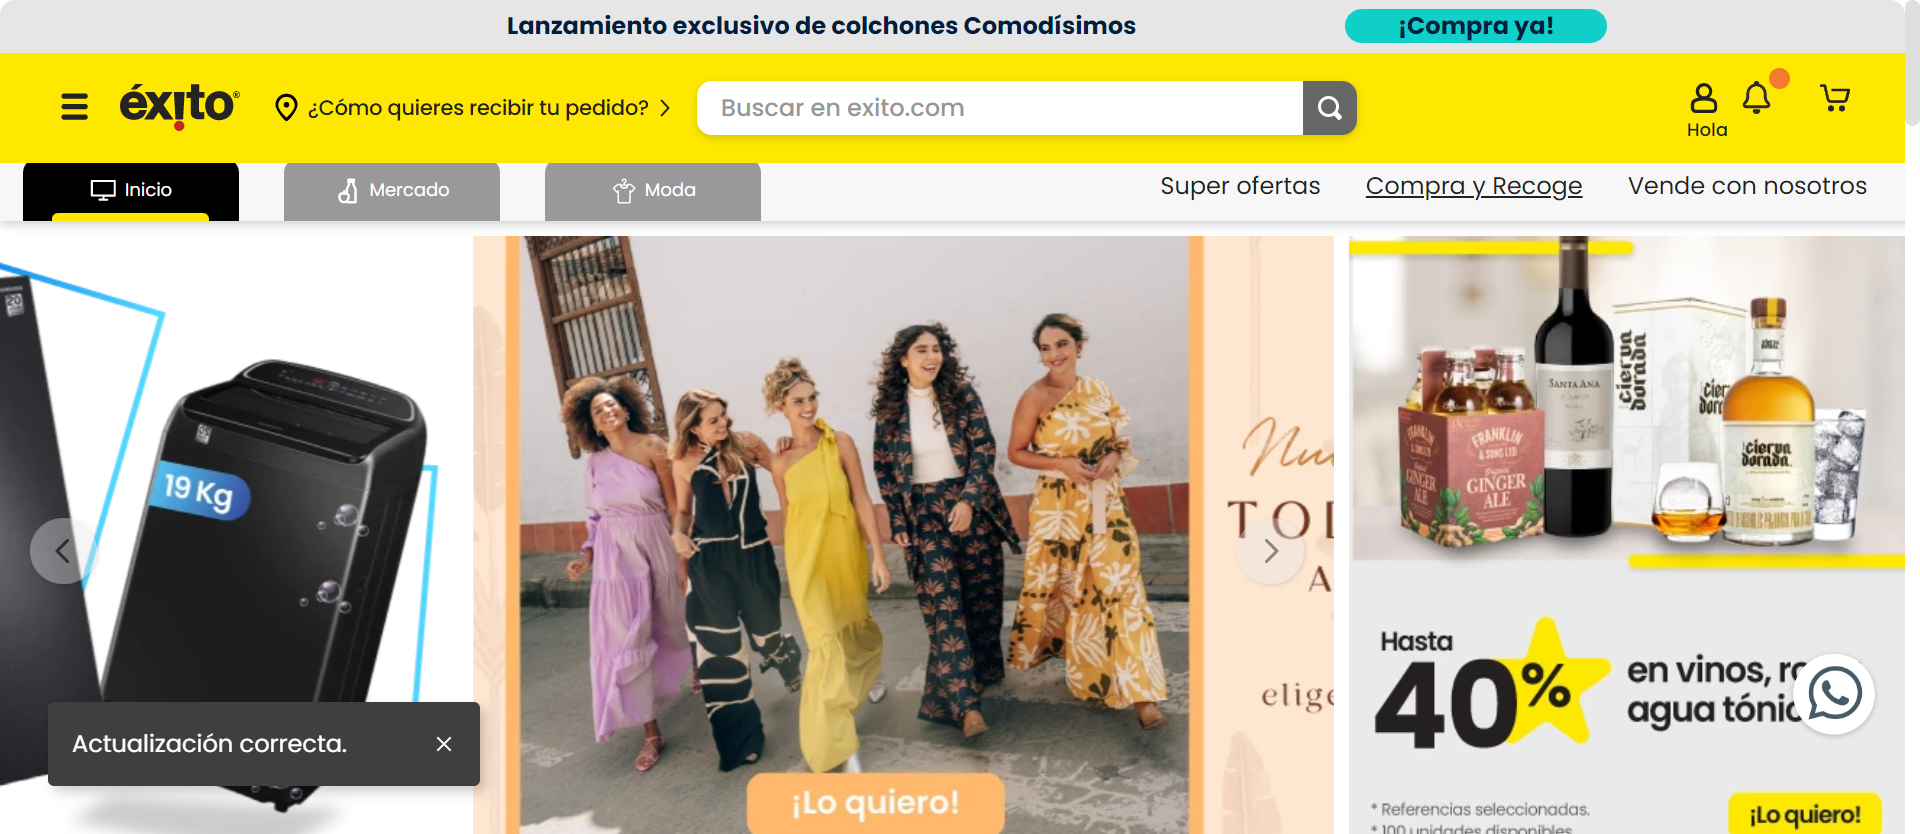 Lanzamiento exclusivo de colchones Comodísimos
¡Compra ya!
éxito®
¿Cómo quieres recibir tu pedido?
Buscar en exito.com
Hola
Inicio
Mercado
Moda
Super ofertas
Compra y Recoge
Vende con nosotros
19 Kg
TO
A
elige
¡Lo quiero!
SANTA ANA
cierva
dorada
FRANKLIN
& SONS LTD
GINGER
ALE
cierva
dorada
Hasta
40%
en vinos,
agua tónic
* Referencias seleccionadas.
* 100 unidades disponibles
¡Lo quiero!
Actualización correcta.